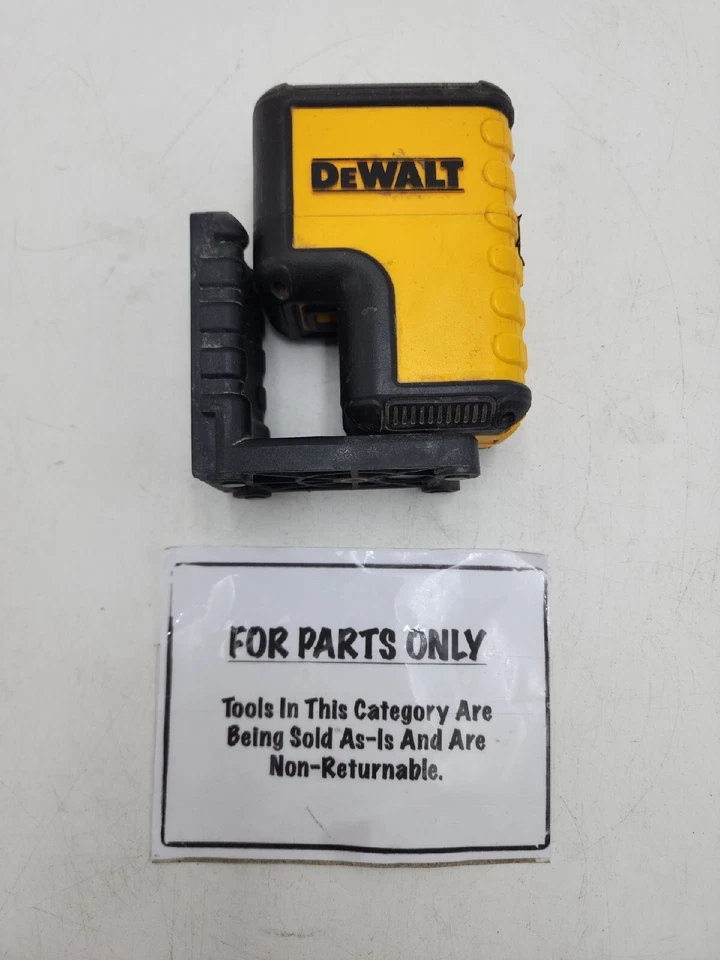 DEWALT
FOR PARTS ONLY
Tools In This Category Are
Being Sold As-Is And Are
Non-Returnable.